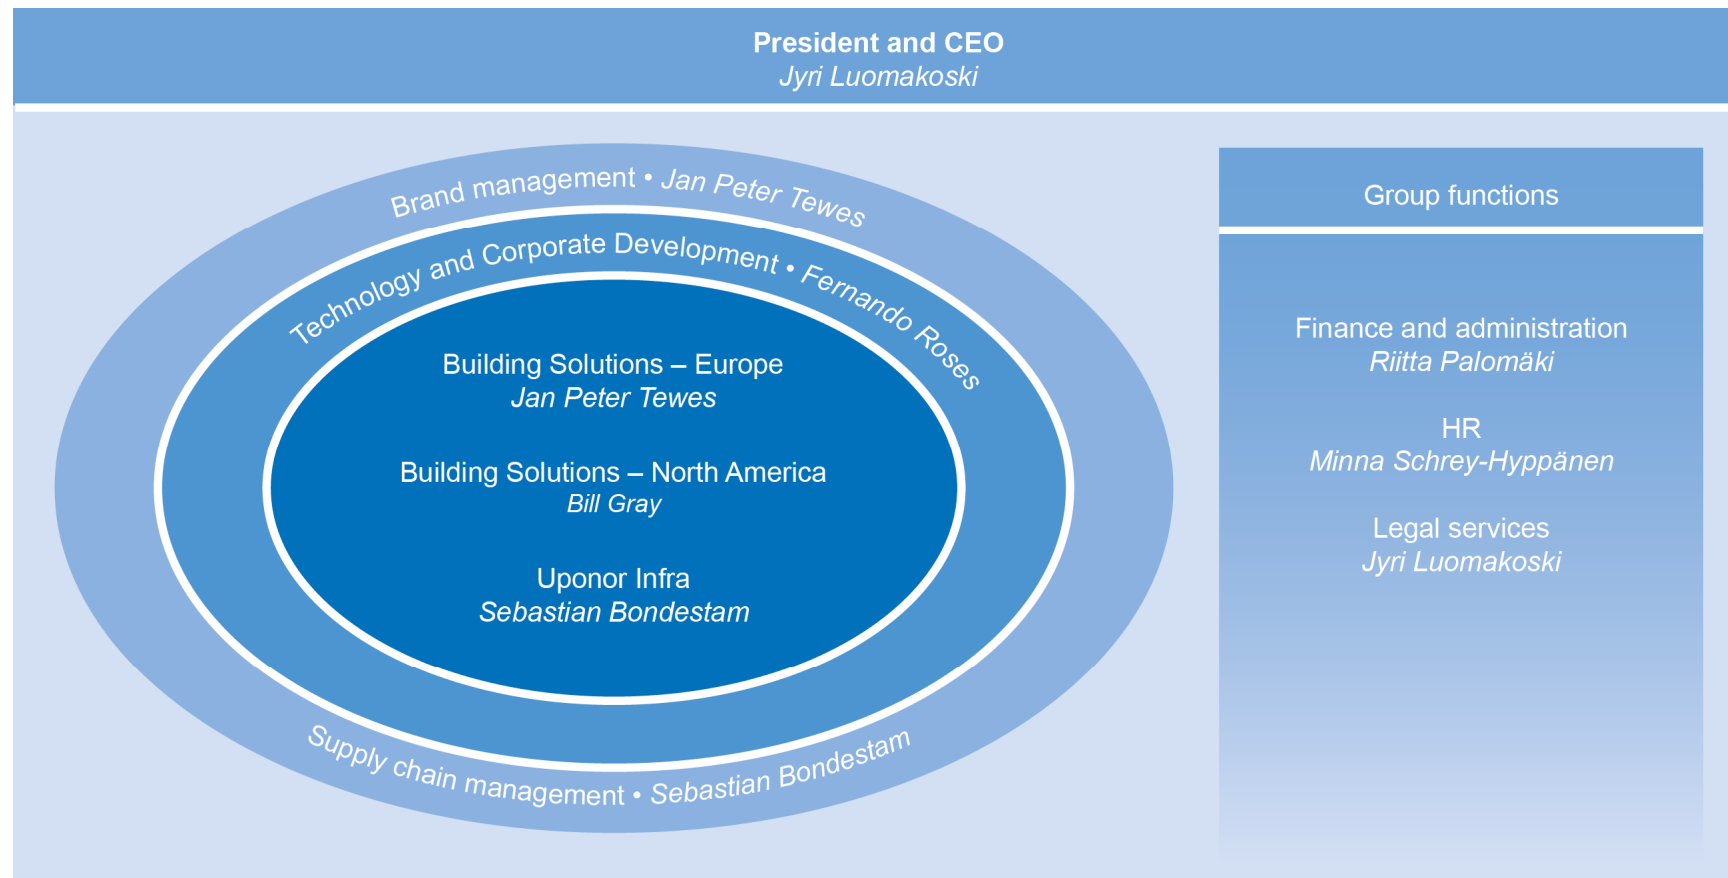 President and CEO
Jyri Luomakoski
Brand management • Jan Peter Tewes
Technology and Corporate Development • Fernando Roses
Building Solutions – Europe
Jan Peter Tewes
Building Solutions – North America
Bill Gray
Uponor Infra
Sebastian Bondestam
Supply chain management • Sebastian Bondestam
Group functions
Finance and administration
Riitta Palomäki
HR
Minna Schrey-Hyppänen
Legal services
Jyri Luomakoski